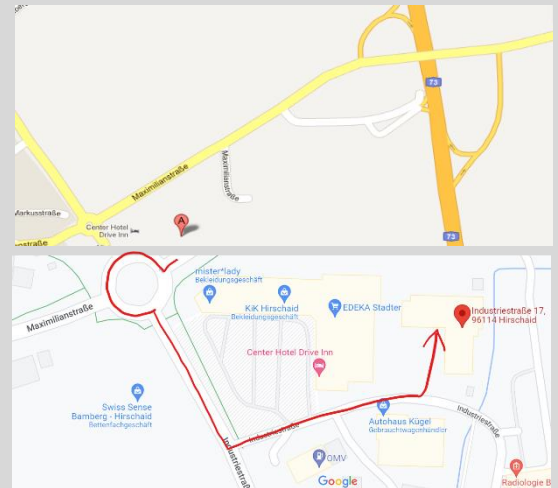 73
Maximilianstraße
Maximilianstraße
Markusstraße
Center Hotel
Drive Inn
A
73
mister*lady
Bekleidungsgeschäft
KiK Hirschaid
Bekleidungsgeschäft
EDEKA Stadter
Industriestraße 17,
96114 Hirschaid
Maximilianstraße
Center Hotel Drive Inn
Swiss Sense
Bamberg - Hirschaid
Bettenfachgeschäft
Autohaus Kügel
Gebrauchtwagenhändler
Industriestraße
Industriestraße
OMV
Google
Radiologie B